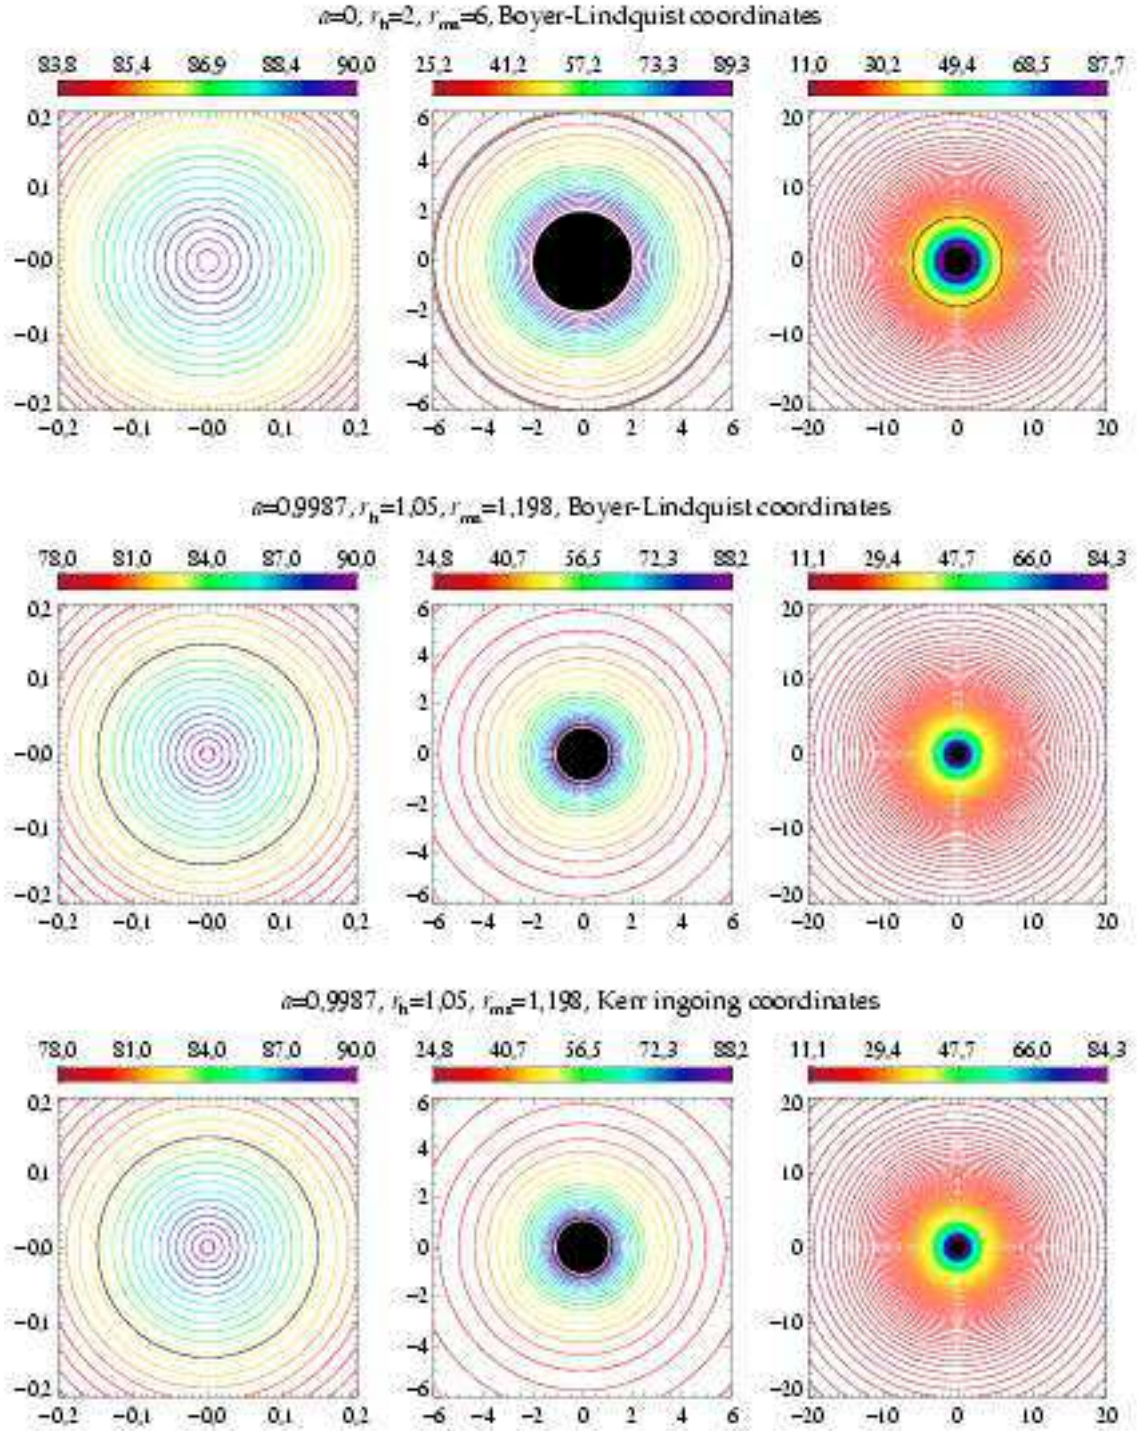 a=0, r_h=2, r_ms=6, Boyer-Lindquist coordinates
83,8 85,4 86,9 88,4 90,0
25,2 41,2 57,2 73,3 89,3
11,0 30,2 49,4 68,5 87,7
0,2
0,1
−0,0
−0,1
−0,2
−0,2 −0,1 −0,0 0,1 0,2
6
4
2
0
−2
−4
−6
−6 −4 −2 0 2 4 6
20
10
0
−10
−20
−20 −10 0 10 20
a=0,9987, r_h=1,05, r_ms=1,198, Boyer-Lindquist coordinates
78,0 81,0 84,0 87,0 90,0
24,8 40,7 56,5 72,3 88,2
11,1 29,4 47,7 66,0 84,3
0,2
0,1
−0,0
−0,1
−0,2
−0,2 −0,1 −0,0 0,1 0,2
6
4
2
0
−2
−4
−6
−6 −4 −2 0 2 4 6
20
10
0
−10
−20
−20 −10 0 10 20
a=0,9987, r_h=1,05, r_ms=1,198, Kerr ingoing coordinates
78,0 81,0 84,0 87,0 90,0
24,8 40,7 56,5 72,3 88,2
11,1 29,4 47,7 66,0 84,3
0,2
0,1
−0,0
−0,1
−0,2
−0,2 −0,1 −0,0 0,1 0,2
6
4
2
0
−2
−4
−6
−6 −4 −2 0 2 4 6
20
10
0
−10
−20
−20 −10 0 10 20